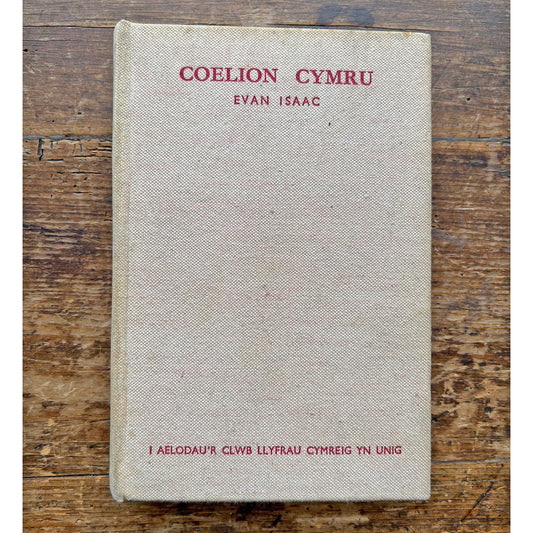 COELION CYMRU
EVAN ISAAC
I AELODAU'R CLWB LLYFRAU CYMREIG YN UNIG